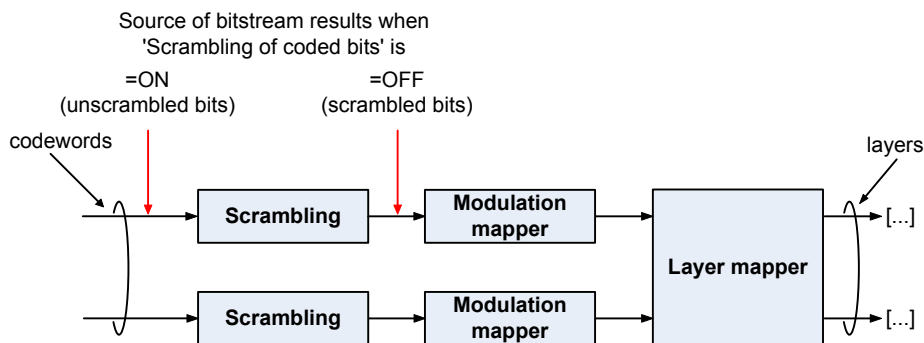 Source of bitstream results when
'Scrambling of coded bits' is
=ON
(unscrambled bits)
=OFF
(scrambled bits)
codewords
layers
Scrambling
Modulation
mapper
Layer mapper
[...]
Scrambling
Modulation
mapper
[...]